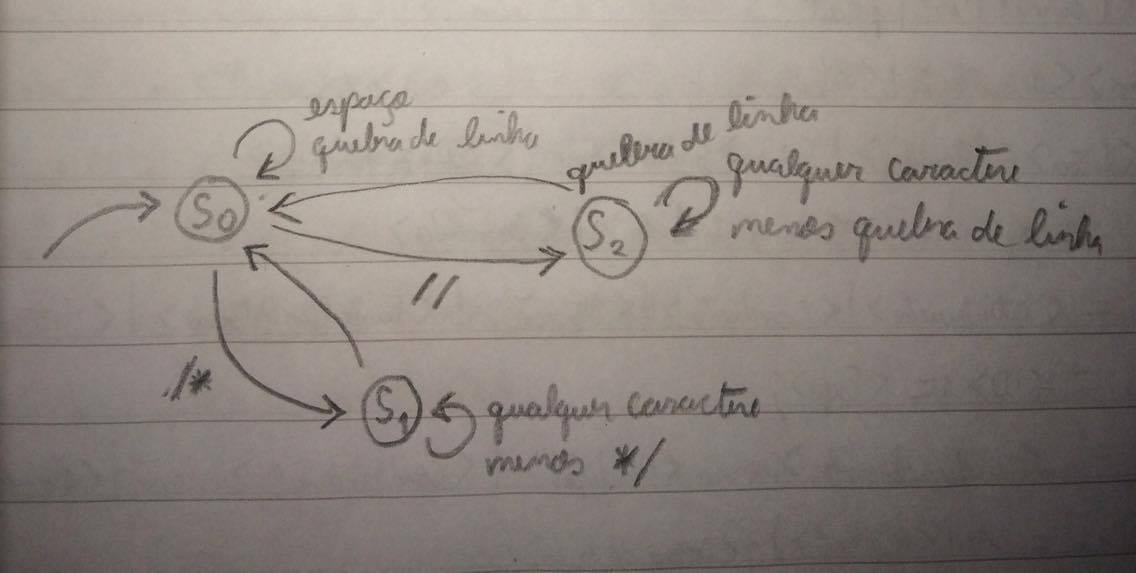 espaço
quebra de linha
quebra de linha
qualquer caractere
menos quebra de linha
S0
S2
//
/*
S1
qualquer caractere
menos */